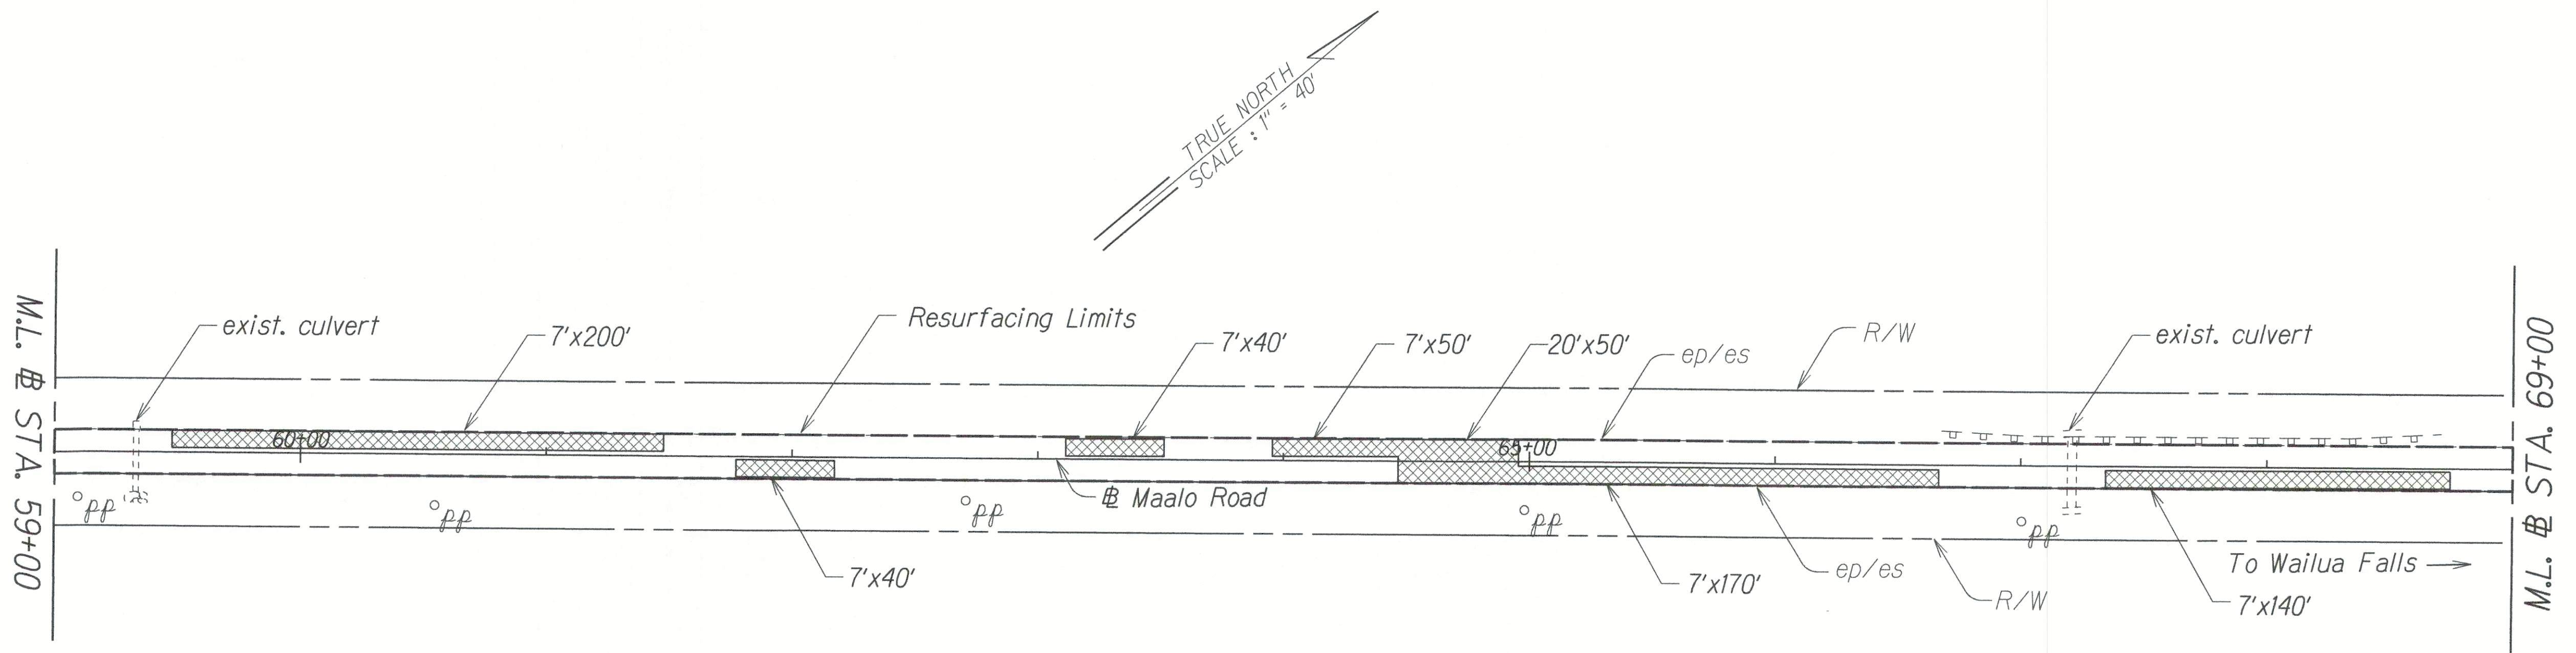 TRUE NORTH
SCALE : 1" = 40'
M.L. ⅊ STA. 59+00
exist. culvert
7'x200'
Resurfacing Limits
7'x40'
7'x50'
20'x50'
ep/es
R/W
exist. culvert
M.L. ⅊ STA. 69+00
60+00
65+00
pp
pp
pp
⅊ Maalo Road
pp
pp
To Wailua Falls
7'x40'
7'x170'
ep/es
R/W
7'x140'